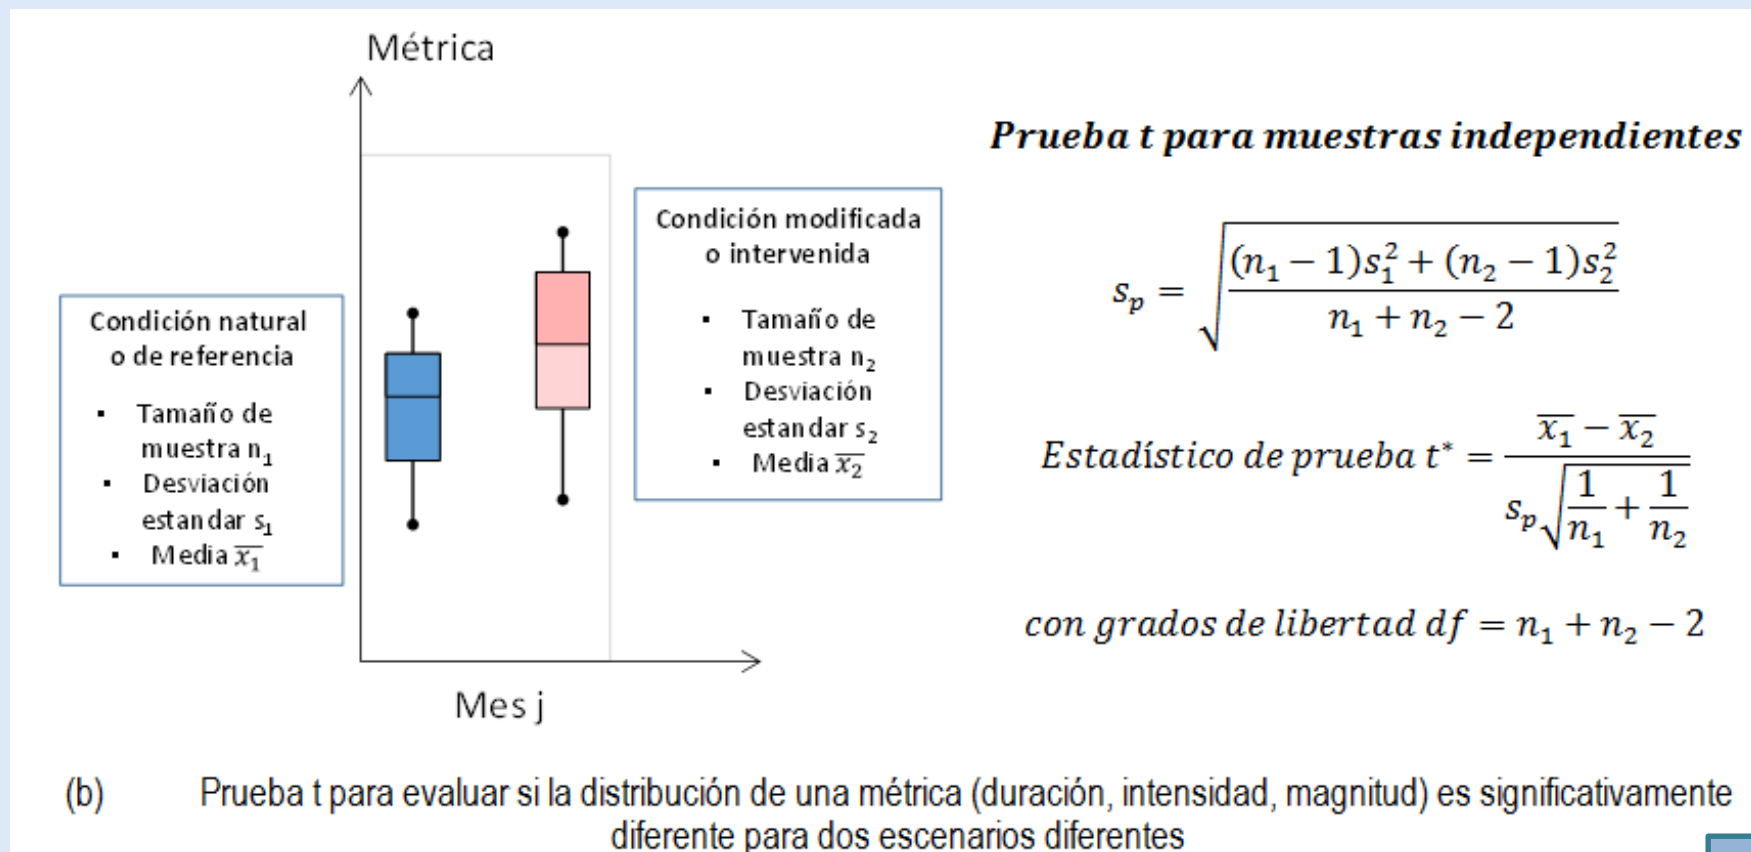 Métrica
Condición natural
o de referencia
▪ Tamaño de
muestra n₁
▪ Desviación
estandar s₁
▪ Media x̅₁
Condición modificada
o intervenida
▪ Tamaño de
muestra n₂
▪ Desviación
estandar s₂
▪ Media x̅₂
Mes j
Prueba t para muestras independientes
sₚ = √(((n₁ − 1)s₁² + (n₂ − 1)s₂²) / (n₁ + n₂ − 2))
Estadístico de prueba t* = (x̅₁ − x̅₂) / (sₚ√(1/n₁ + 1/n₂))
con grados de libertad df = n₁ + n₂ − 2
(b) Prueba t para evaluar si la distribución de una métrica (duración, intensidad, magnitud) es significativamente
diferente para dos escenarios diferentes